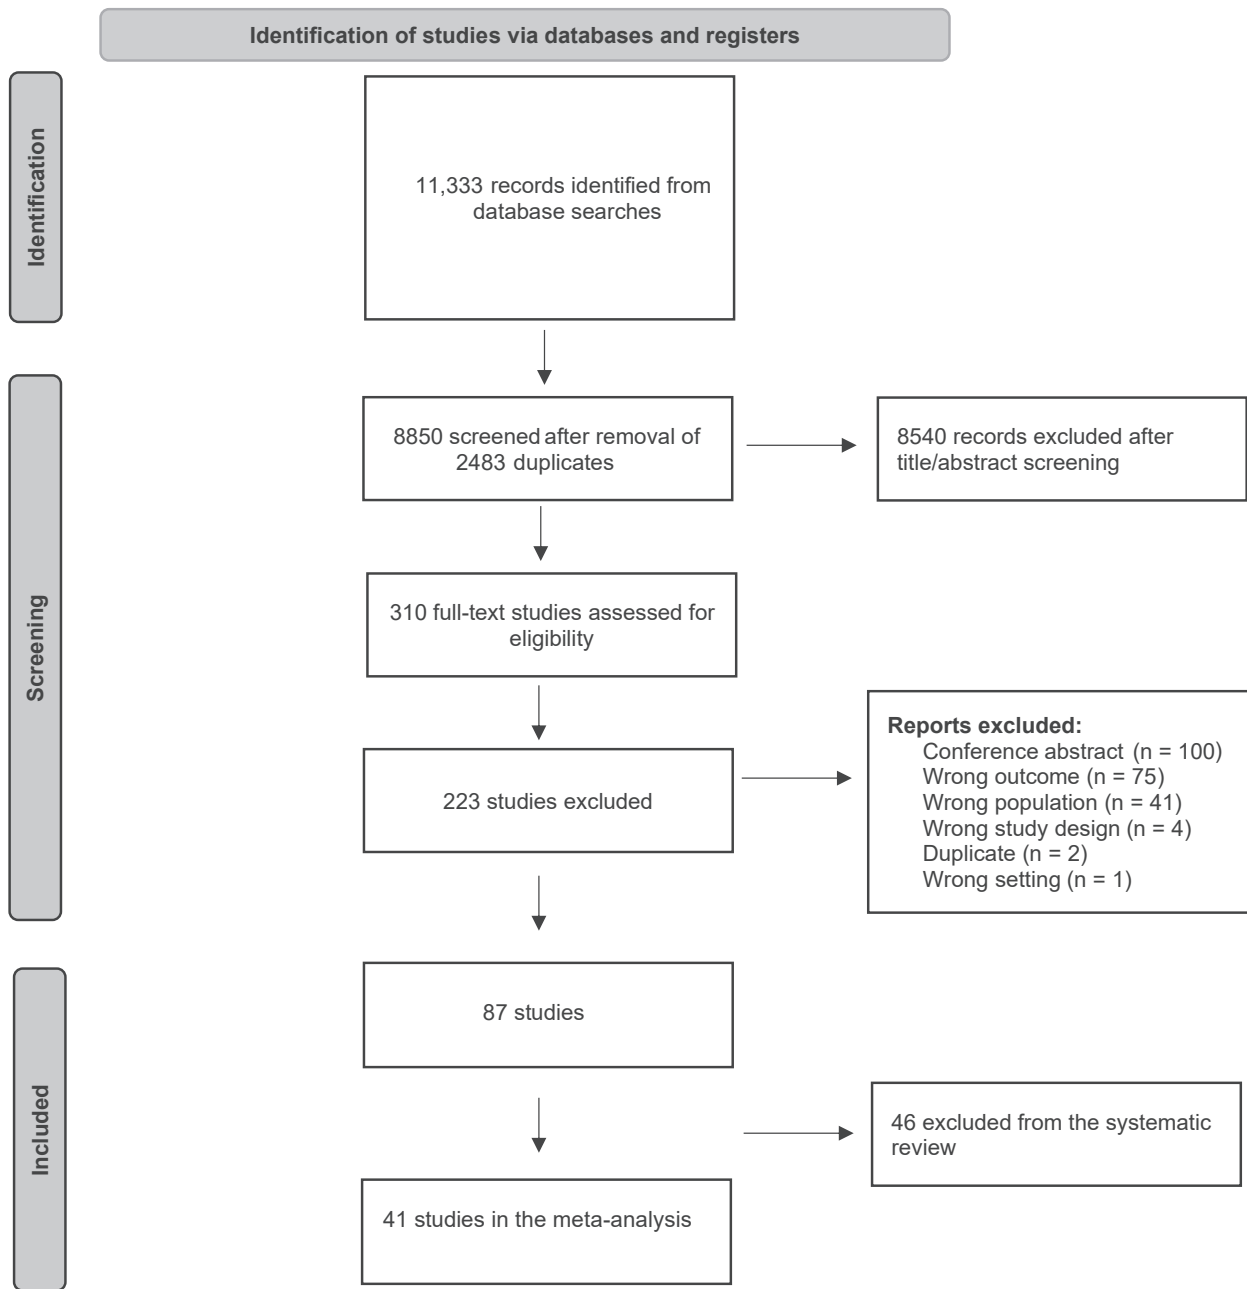 Identification of studies via databases and registers
Identification
11,333 records identified from
database searches
Screening
8850 screened after removal of
2483 duplicates
8540 records excluded after
title/abstract screening
310 full-text studies assessed for
eligibility
223 studies excluded
Reports excluded:
Conference abstract (n = 100)
Wrong outcome (n = 75)
Wrong population (n = 41)
Wrong study design (n = 4)
Duplicate (n = 2)
Wrong setting (n = 1)
Included
87 studies
46 excluded from the systematic
review
41 studies in the meta-analysis